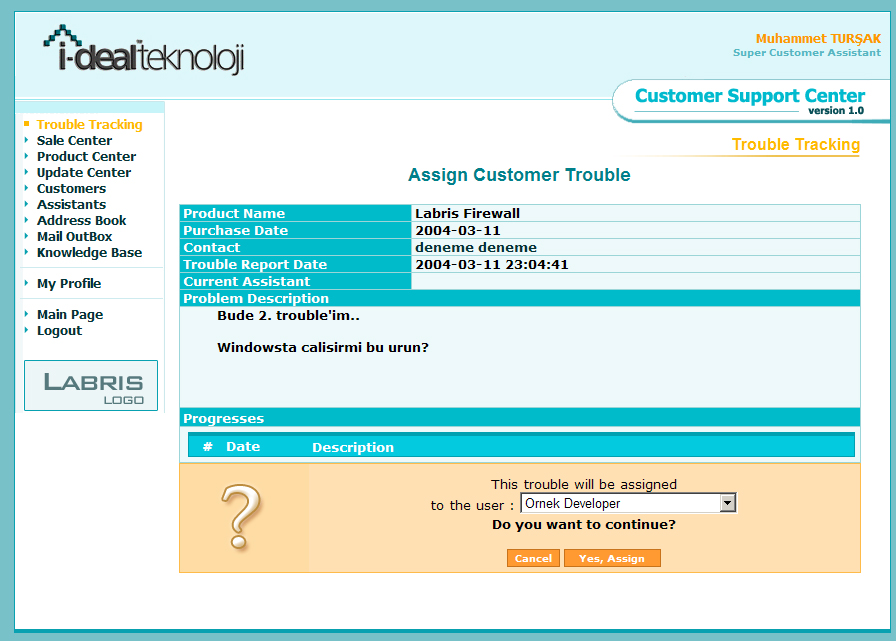 i-dealteknoloji
Muhammet TURŞAK
Super Customer Assistant
Customer Support Center
version 1.0
Trouble Tracking
Sale Center
Product Center
Update Center
Customers
Assistants
Address Book
Mail OutBox
Knowledge Base
My Profile
Main Page
Logout
LABRIS
LOGO
Trouble Tracking
Assign Customer Trouble
Product Name Labris Firewall
Purchase Date 2004-03-11
Contact deneme deneme
Trouble Report Date 2004-03-11 23:04:41
Current Assistant
Problem Description
Bude 2. trouble'im..
Windowsta calisirmi bu urun?
Progresses
# Date Description
?
This trouble will be assigned
to the user : Ornek Developer
Do you want to continue?
Cancel Yes, Assign